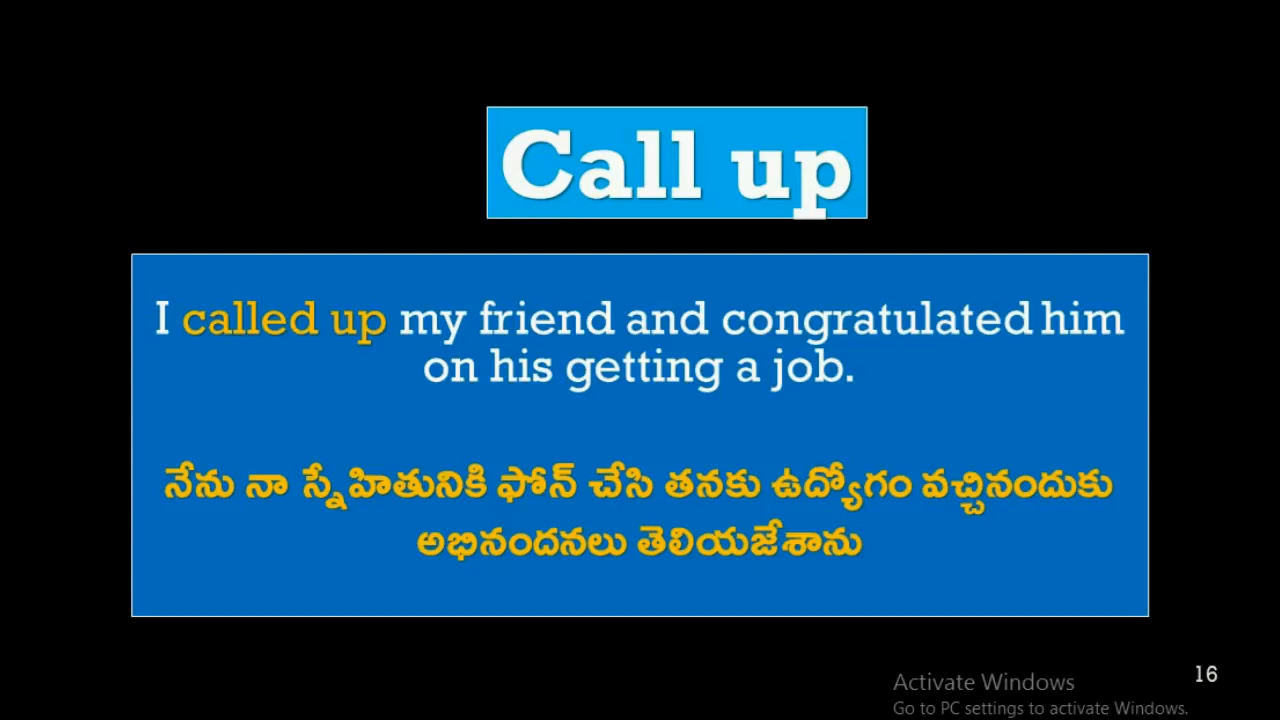 Call up
I called up my friend and congratulated him
on his getting a job.
నేను నా స్నేహితునికి ఫోన్ చేసి తనకు ఉద్యోగం వచ్చినందుకు
అభినందనలు తెలియజేశాను
16
Activate Windows
Go to PC settings to activate Windows.